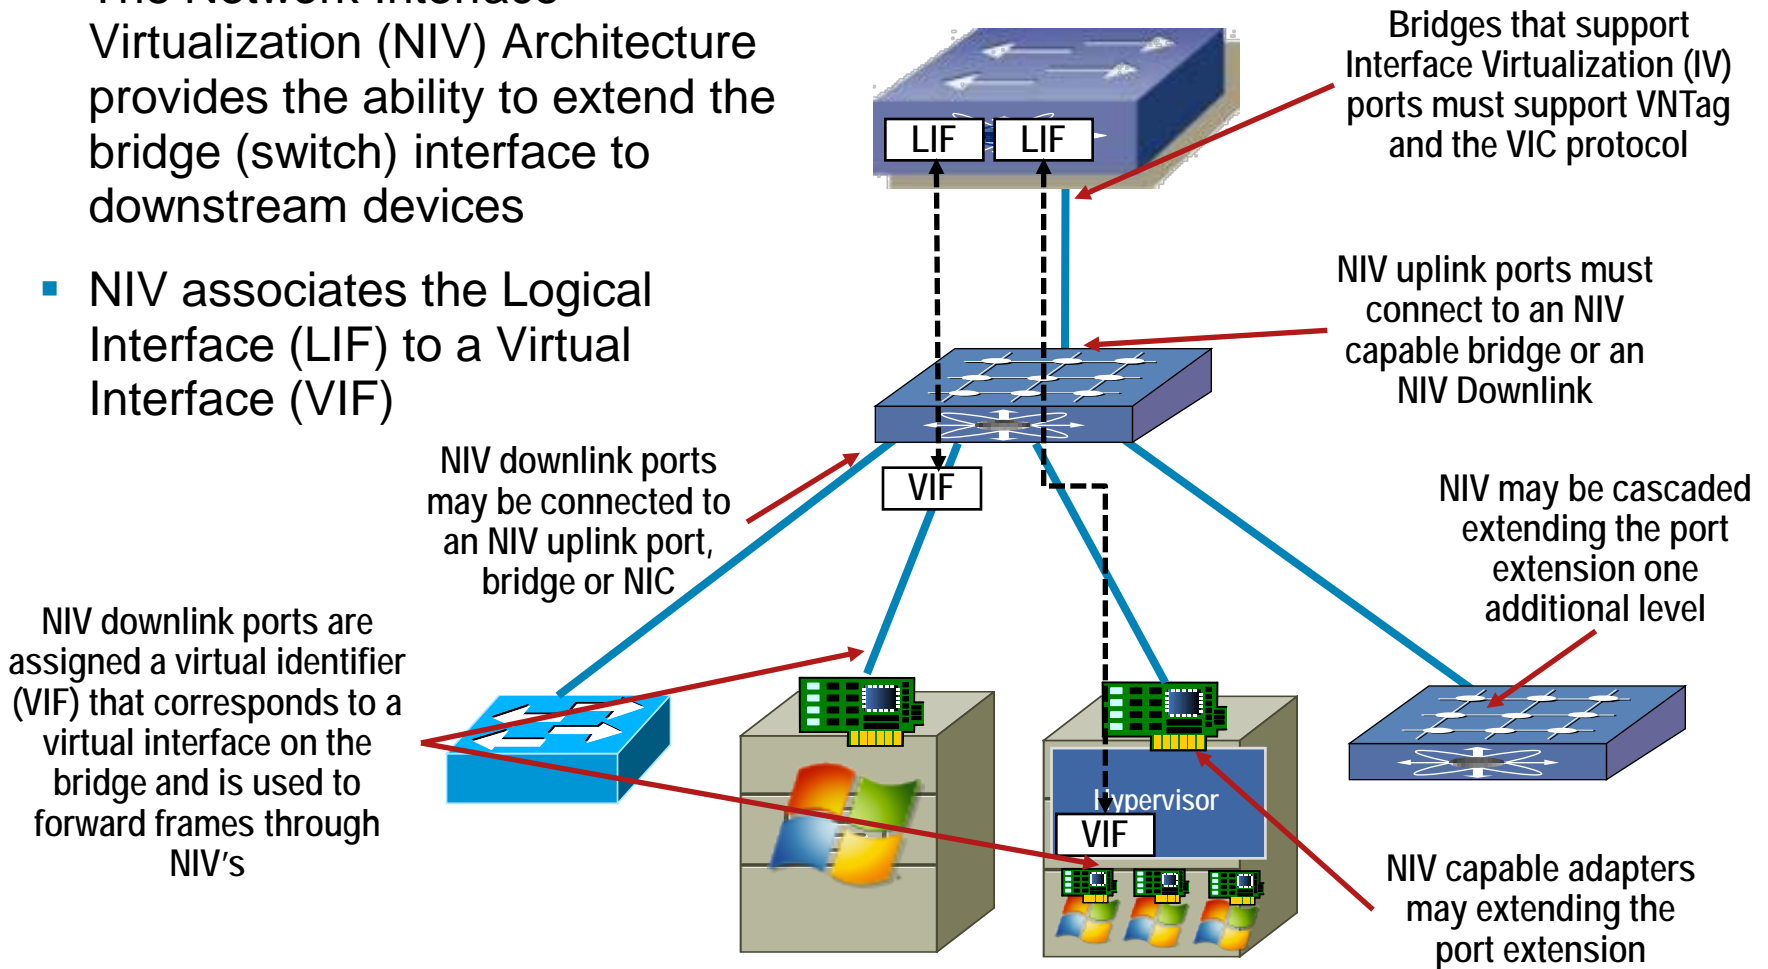 The Network Interface
Virtualization (NIV) Architecture
provides the ability to extend the
bridge (switch) interface to
downstream devices
▪ NIV associates the Logical
Interface (LIF) to a Virtual
Interface (VIF)
Bridges that support
Interface Virtualization (IV)
ports must support VNTag
and the VIC protocol
LIF
LIF
NIV uplink ports must
connect to an NIV
capable bridge or an
NIV Downlink
NIV downlink ports
may be connected to
an NIV uplink port,
bridge or NIC
VIF
NIV may be cascaded
extending the port
extension one
additional level
NIV downlink ports are
assigned a virtual identifier
(VIF) that corresponds to a
virtual interface on the
bridge and is used to
forward frames through
NIV's
Hypervisor
VIF
NIV capable adapters
may extending the
port extension